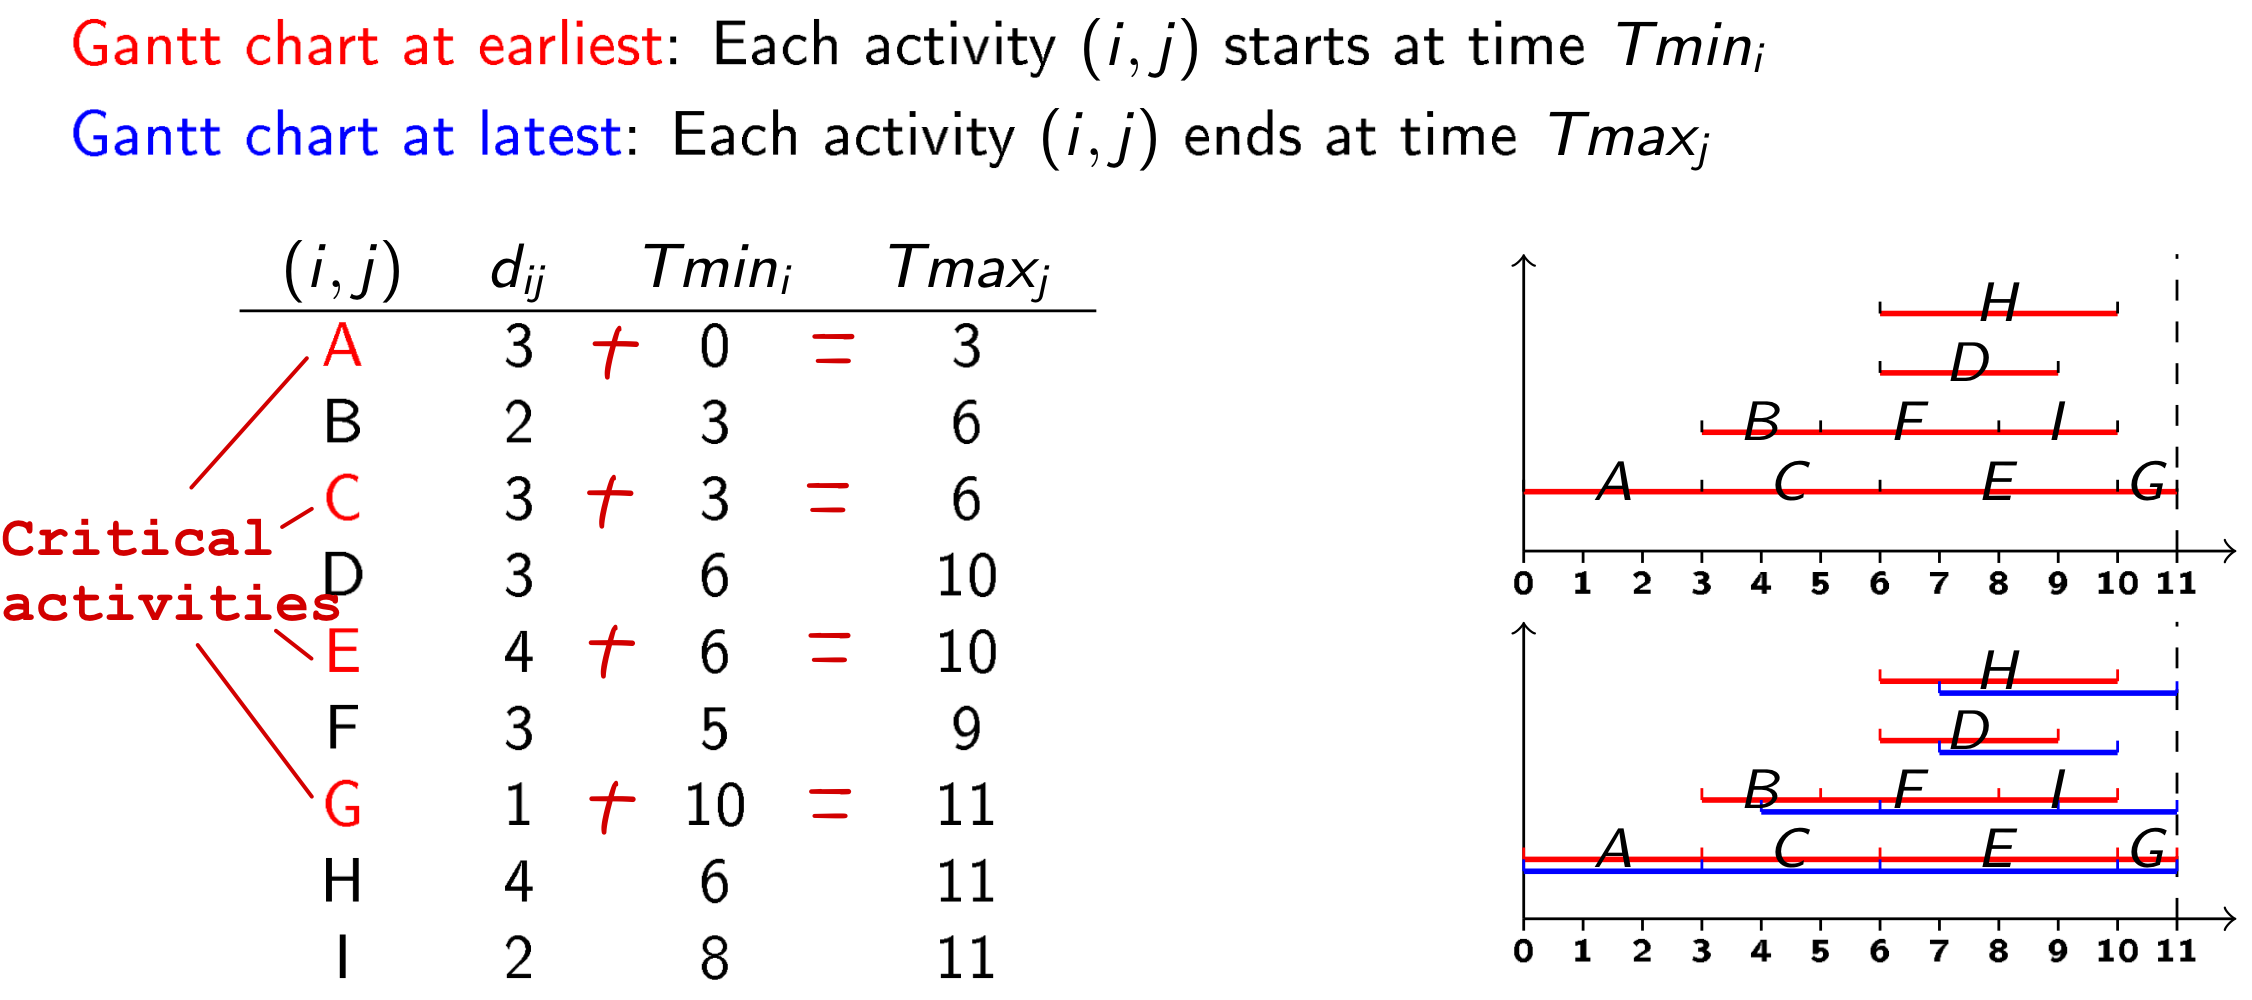 Gantt chart at earliest: Each activity (i, j) starts at time Tmin_i
Gantt chart at latest: Each activity (i, j) ends at time Tmax_j
(i, j) d_ij Tmin_i Tmax_j
A 3 + 0 = 3
B 2 3 6
C 3 + 3 = 6
D 3 6 10
E 4 + 6 = 10
F 3 5 9
G 1 + 10 = 11
H 4 6 11
I 2 8 11
Critical
activities
H
D
B F I
A C E G
0 1 2 3 4 5 6 7 8 9 10 11
H
D
B F I
A C E G
0 1 2 3 4 5 6 7 8 9 10 11